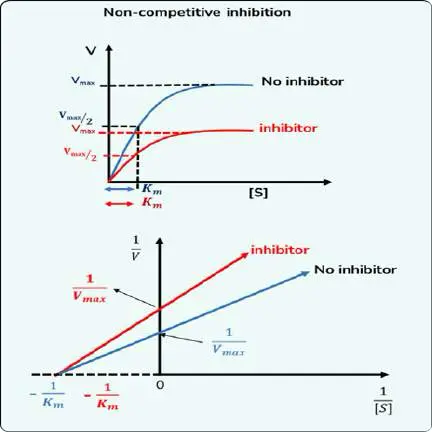 Non-competitive inhibition
V
Vmax
No inhibitor
Vmax/2
Vmax
inhibitor
Vmax/2
Km
[S]
Km
1/V
inhibitor
No inhibitor
1/Vmax
1/Vmax
0
- 1/Km
- 1/Km
1/[S]